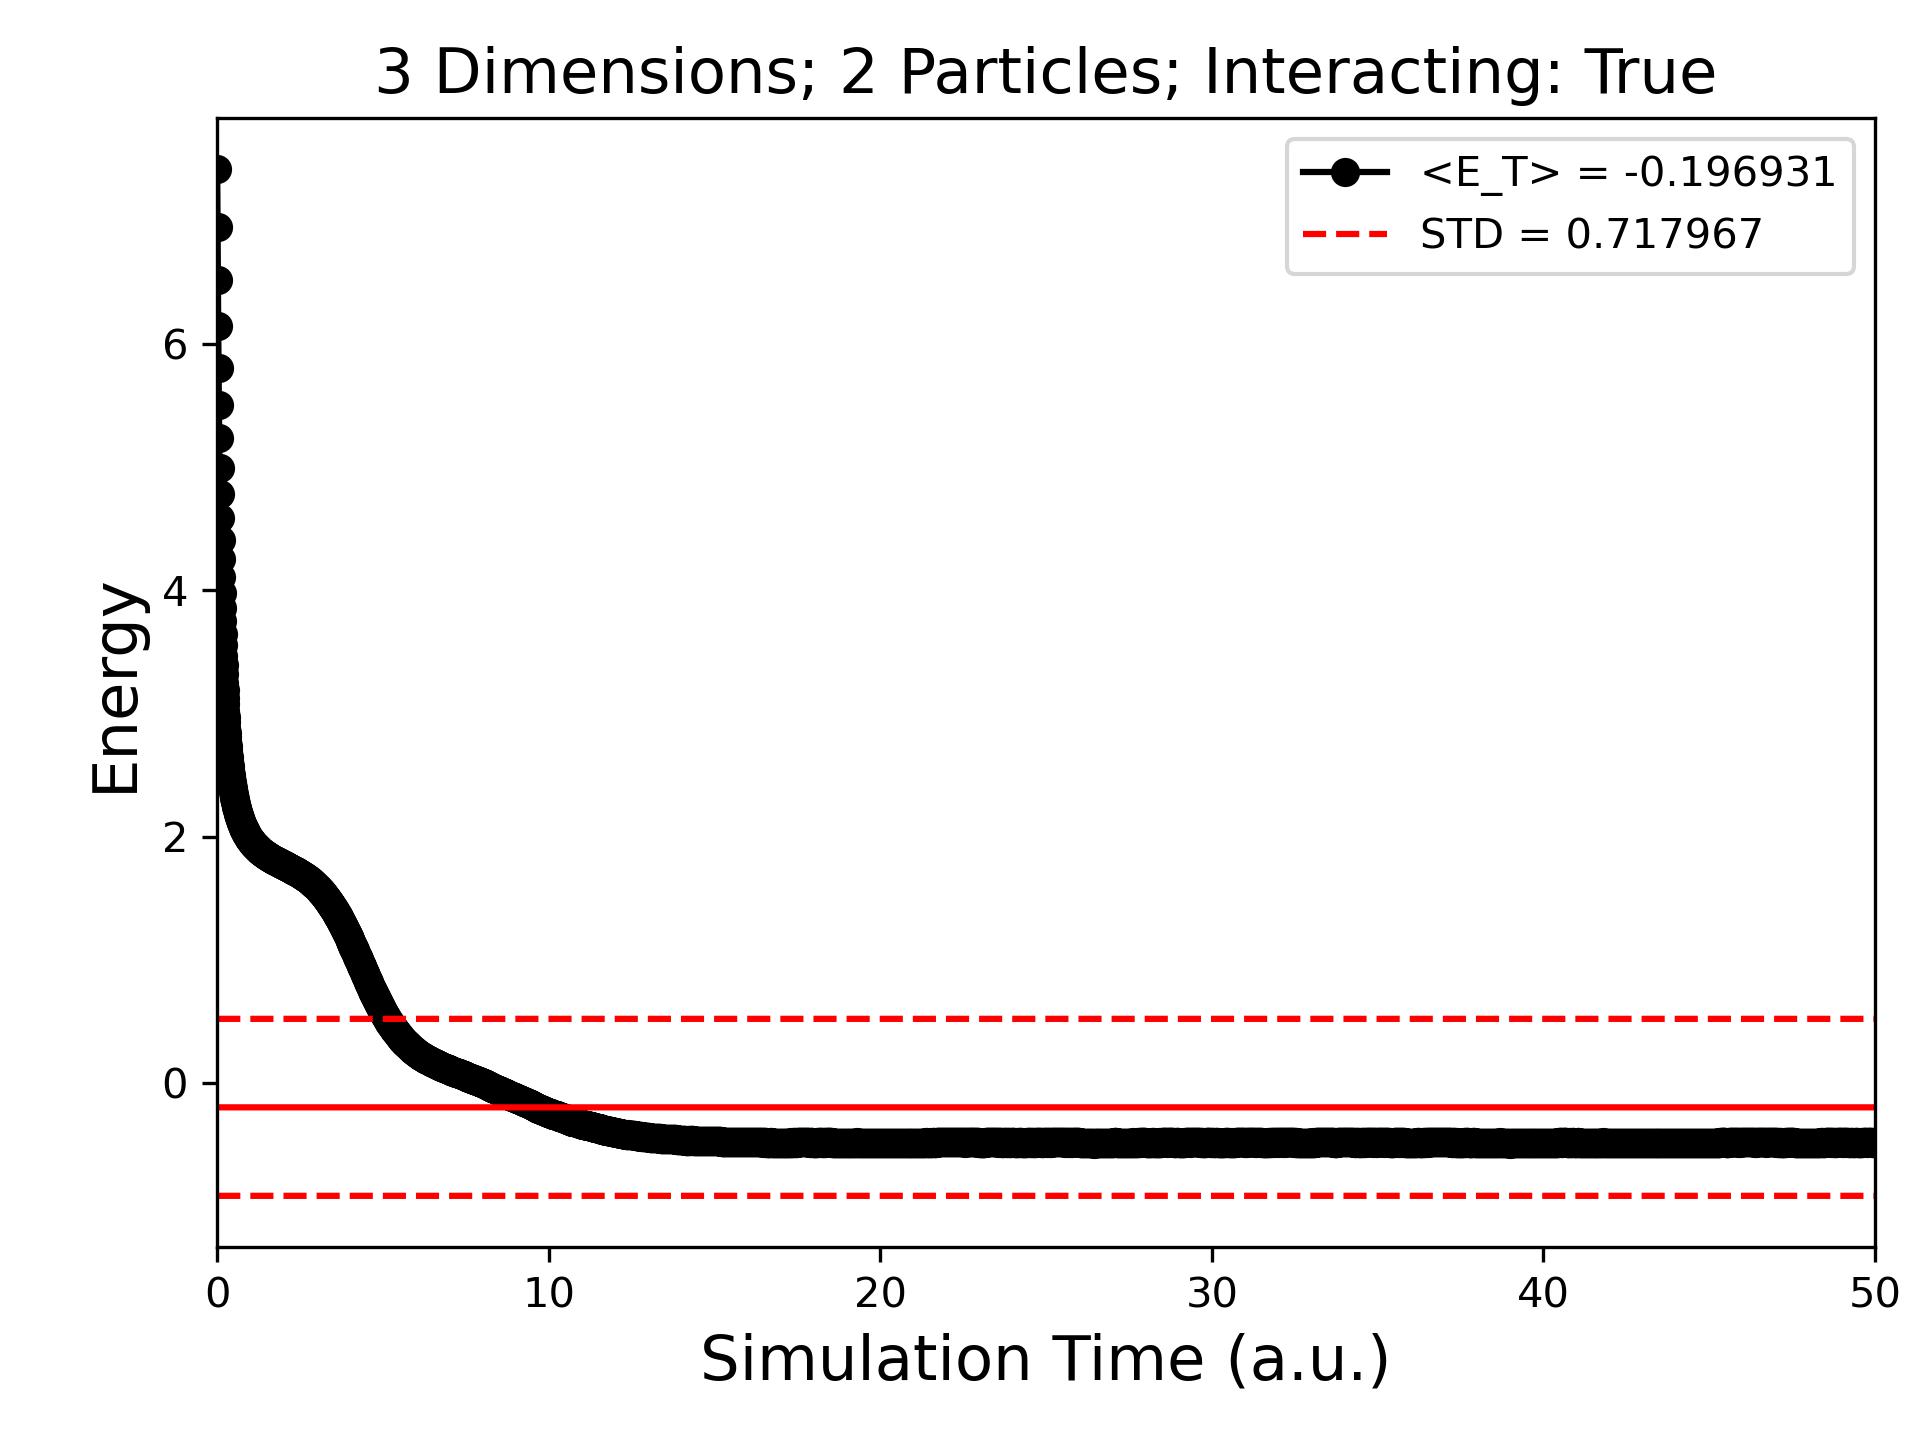 3 Dimensions; 2 Particles; Interacting: True
<E_T> = -0.196931
STD = 0.717967
Energy
6
4
2
0
0 10 20 30 40 50
Simulation Time (a.u.)